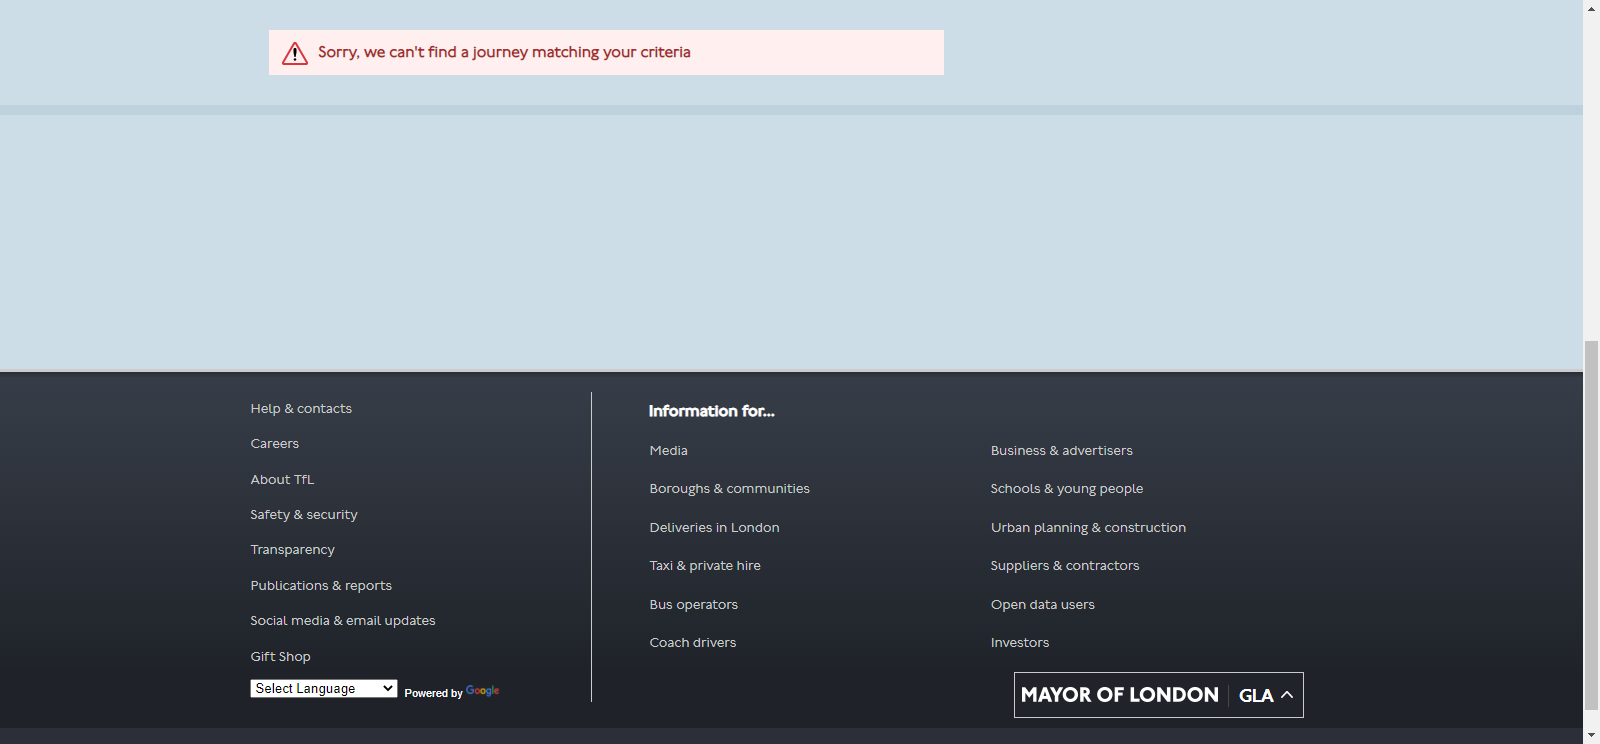 Sorry, we can't find a journey matching your criteria
Help & contacts
Careers
About TfL
Safety & security
Transparency
Publications & reports
Social media & email updates
Gift Shop
Select Language
Powered by Google
Information for...
Media
Boroughs & communities
Deliveries in London
Taxi & private hire
Bus operators
Coach drivers
Business & advertisers
Schools & young people
Urban planning & construction
Suppliers & contractors
Open data users
Investors
MAYOR OF LONDON GLA